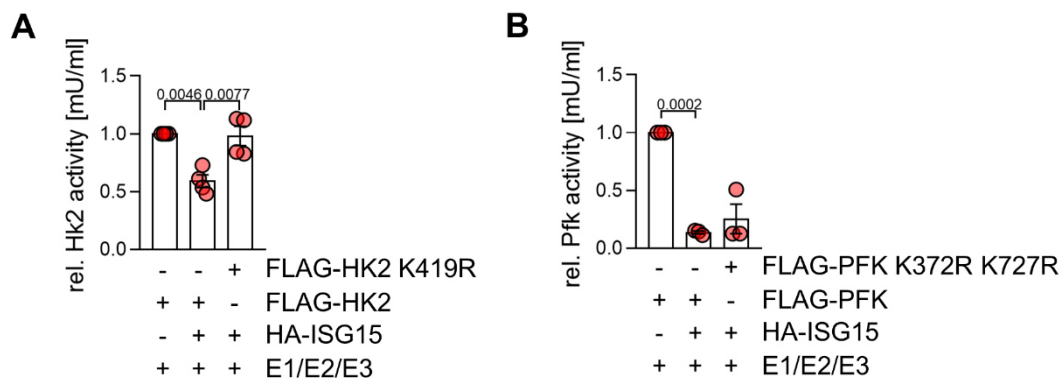 A
rel. Hk2 activity [mU/ml]
1.5
1.0
0.5
0.0
0.0046 0.0077
- - + FLAG-HK2 K419R
+ + - FLAG-HK2
- + + HA-ISG15
+ + + E1/E2/E3
B
rel. Pfk activity [mU/ml]
1.5
1.0
0.5
0.0
0.0002
- - + FLAG-PFK K372R K727R
+ + - FLAG-PFK
- + + HA-ISG15
+ + + E1/E2/E3